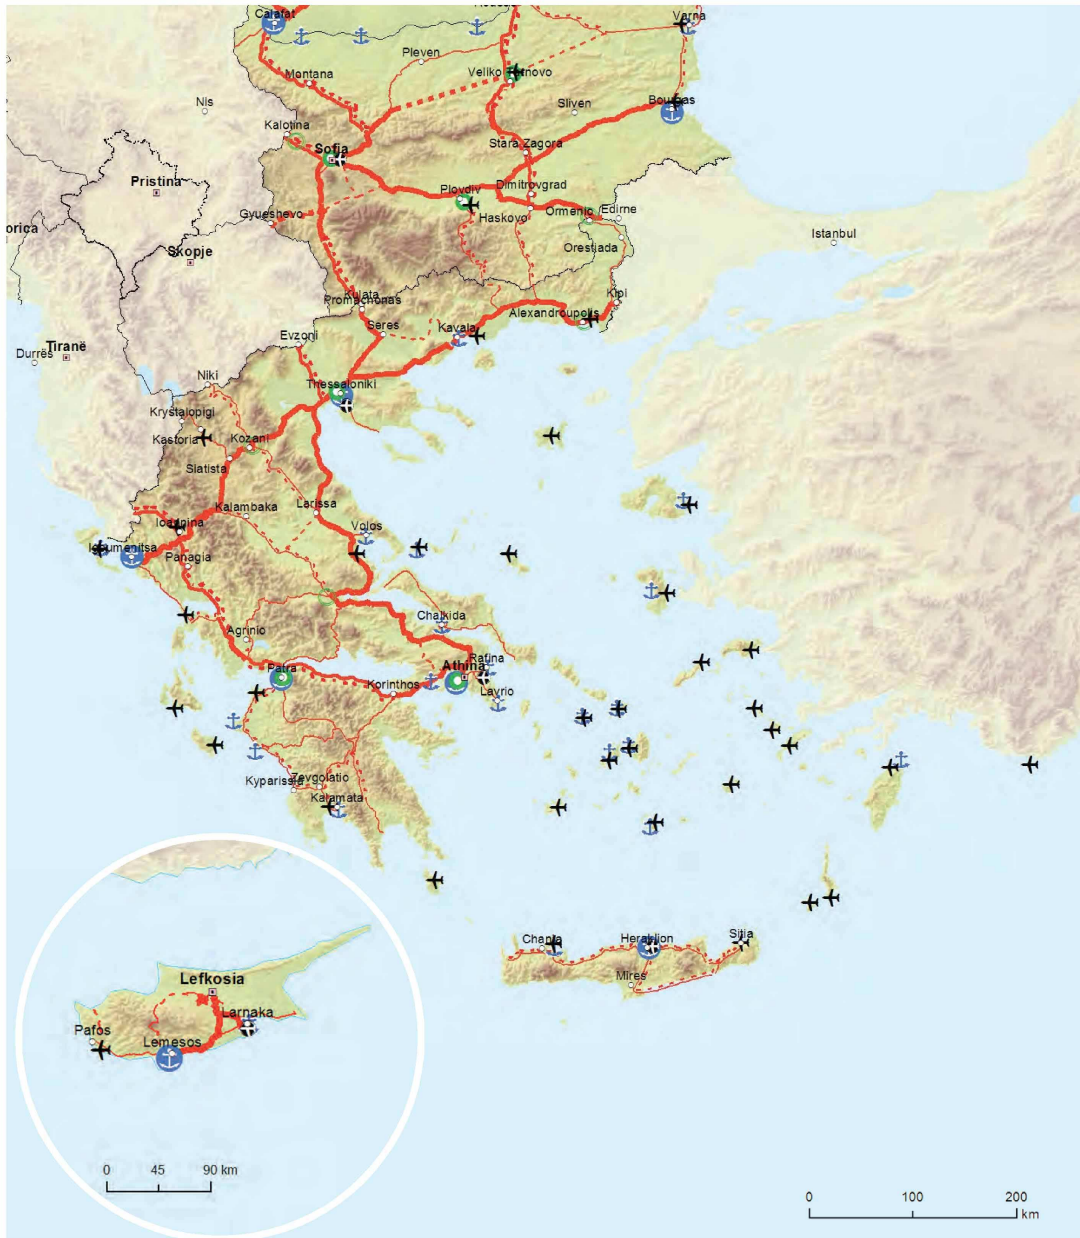 Calafat
Varna
Pleven
Montana
Nis
Sliven
Bourgas
Kalotina
Sofia
Stara Zagora
Pristina
Plovdiv
Dimitrovgrad
Gyueshevo
Haskovo
Ormenio
Edirne
orica
Istanbul
Skopje
Orestiada
Kulata
Promachonas
Kipi
Alexandroupolis
Evzoni
Seres
Kavala
Tiranë
Durrës
Niki
Thessaloniki
Krystalopigi
Kastoria
Kozani
Siatista
Kalambaka
Larissa
Ioannina
Volos
Igoumenitsa
Panagia
Chalkida
Agrinio
Rafina
Patra
Athina
Korinthos
Lavrio
Kyparissia
Zevgolatio
Kalamata
Chania
Heraklion
Sitia
Mires
Lefkosia
Larnaka
Pafos
Lemesos
0 45 90 km
0 100 200
km